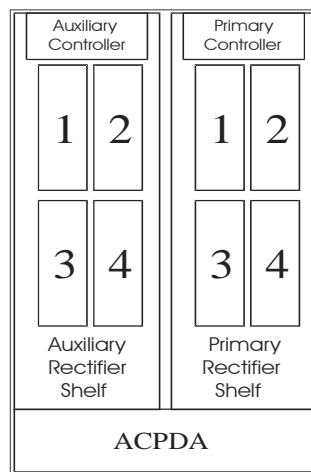 Auxiliary
Controller
1 2
3 4
Auxiliary
Rectifier
Shelf
Primary
Controller
1 2
3 4
Primary
Rectifier
Shelf
ACPDA